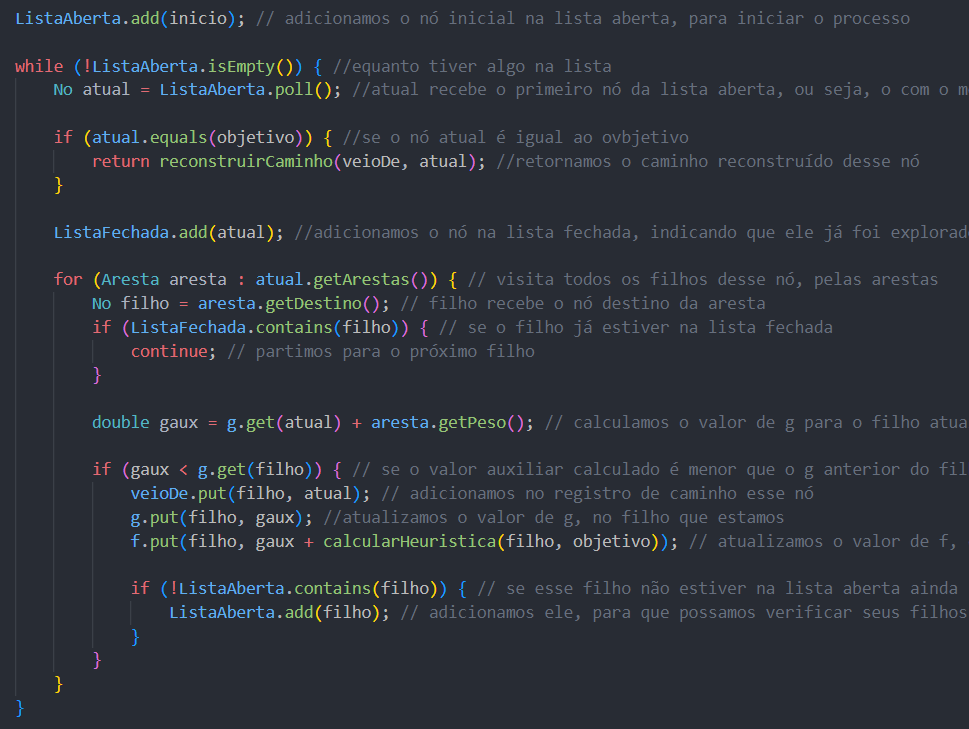 ListaAberta.add(inicio); // adicionamos o nó inicial na lista aberta, para iniciar o processo
while (!ListaAberta.isEmpty()) { //equanto tiver algo na lista
No atual = ListaAberta.poll(); //atual recebe o primeiro nó da lista aberta, ou seja, o com o
if (atual.equals(objetivo)) { //se o nó atual é igual ao ovbjetivo
return reconstruirCaminho(veioDe, atual); //retornamos o caminho reconstruído desse nó
}
ListaFechada.add(atual); //adicionamos o nó na lista fechada, indicando que ele já foi explorad
for (Aresta aresta : atual.getArestas()) { // visita todos os filhos desse nó, pelas arestas
No filho = aresta.getDestino(); // filho recebe o nó destino da aresta
if (ListaFechada.contains(filho)) { // se o filho já estiver na lista fechada
continue; // partimos para o próximo filho
}
double gaux = g.get(atual) + aresta.getPeso(); // calculamos o valor de g para o filho atua
if (gaux < g.get(filho)) { // se o valor auxiliar calculado é menor que o g anterior do fil
veioDe.put(filho, atual); // adicionamos no registro de caminho esse nó
g.put(filho, gaux); //atualizamos o valor de g, no filho que estamos
f.put(filho, gaux + calcularHeuristica(filho, objetivo)); // atualizamos o valor de f,
if (!ListaAberta.contains(filho)) { // se esse filho não estiver na lista aberta ainda
ListaAberta.add(filho); // adicionamos ele, para que possamos verificar seus filhos
}
}
}
}